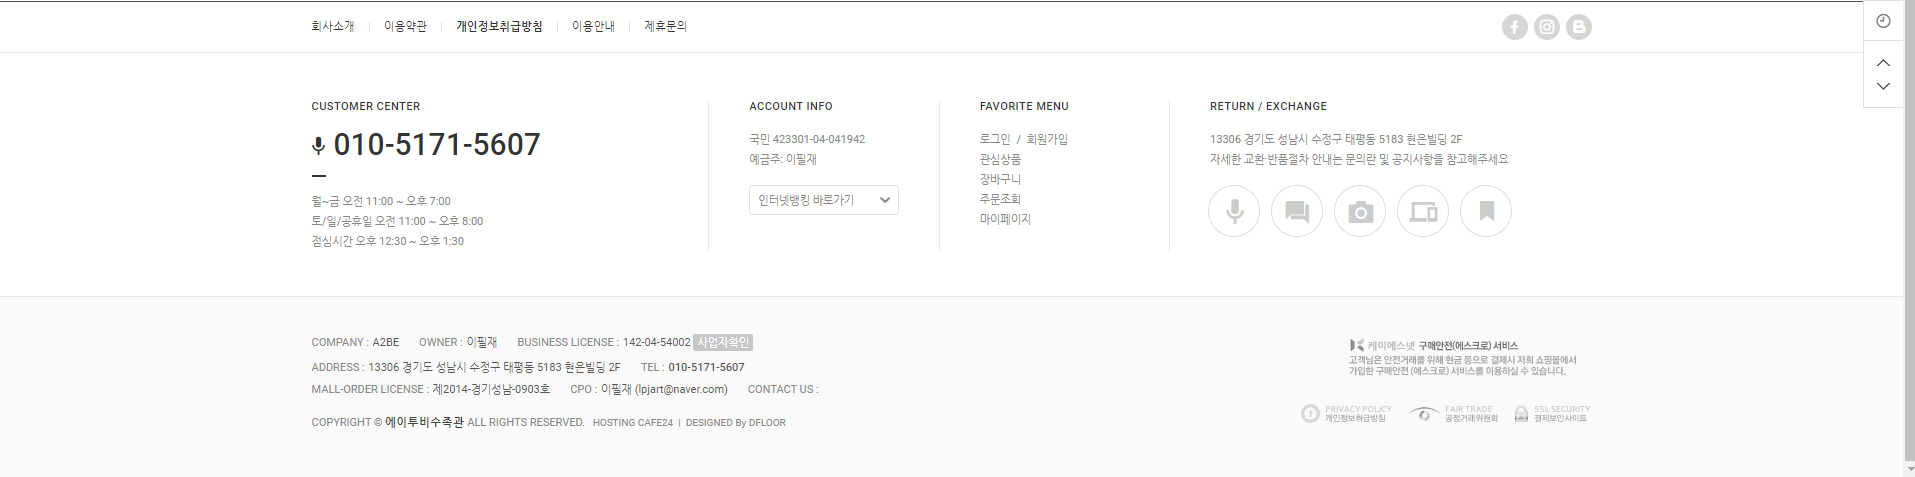 회사소개 이용약관 개인정보취급방침 이용안내 제휴문의
CUSTOMER CENTER
010-5171-5607
월~금 오전 11:00 ~ 오후 7:00
토/일/공휴일 오전 11:00 ~ 오후 8:00
점심시간 오후 12:30 ~ 오후 1:30
ACCOUNT INFO
국민 423301-04-041942
예금주: 이필재
인터넷뱅킹 바로가기
FAVORITE MENU
로그인 / 회원가입
관심상품
장바구니
주문조회
마이페이지
RETURN / EXCHANGE
13306 경기도 성남시 수정구 태평동 5183 현은빌딩 2F
자세한 교환·반품절차 안내는 문의란 및 공지사항을 참고해주세요
COMPANY : A2BE OWNER : 이필재 BUSINESS LICENSE : 142-04-54002 사업자확인
ADDRESS : 13306 경기도 성남시 수정구 태평동 5183 현은빌딩 2F TEL : 010-5171-5607
MALL-ORDER LICENSE : 제2014-경기성남-0903호 CPO : 이필재 (lpjart@naver.com) CONTACT US :
COPYRIGHT © 에이투비수족관 ALL RIGHTS RESERVED. HOSTING CAFE24 | DESIGNED By DFLOOR
케이에스넷 구매안전(에스크로) 서비스
고객님은 안전거래를 위해 현금 등으로 결제시 저희 쇼핑몰에서
가입한 구매안전 (에스크로) 서비스를 이용하실 수 있습니다.
PRIVACY POLICY
개인정보취급방침
FAIR TRADE
공정거래위원회
SSL SECURITY
결제보안사이트